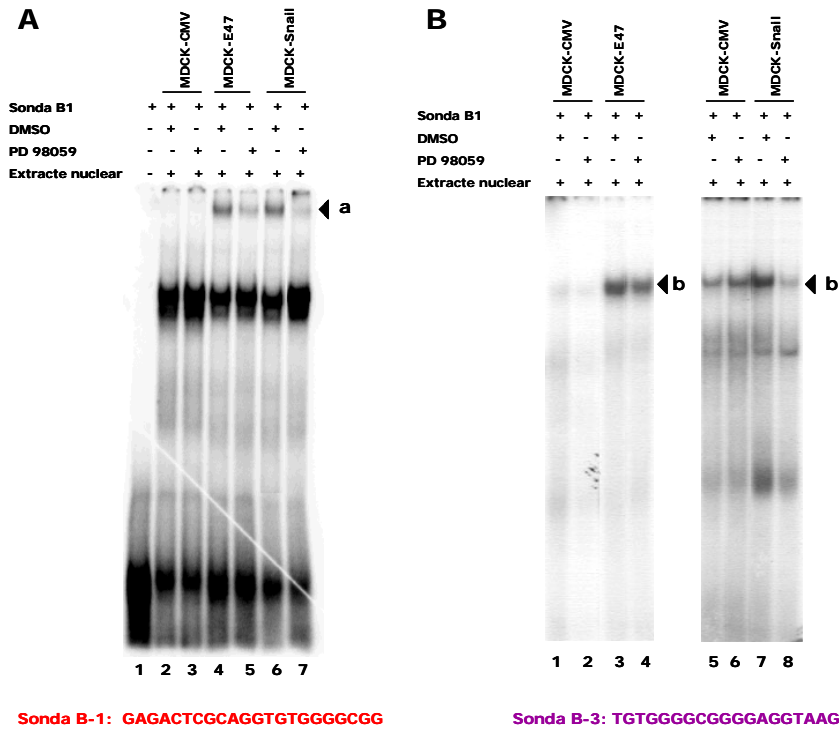 A
MDCK-CMV
MDCK-E47
MDCK-Snail
Sonda B1 + + + + + + +
DMSO - + - + - + -
PD 98059 - - + - + - +
Extracte nuclear - + + + + + +
a
1 2 3 4 5 6 7
Sonda B-1: GAGACTCGCAGGTGTGGGGCGG
B
MDCK-CMV
MDCK-E47
MDCK-CMV
MDCK-Snail
Sonda B1 + + + + + + + +
DMSO + - + - + - + -
PD 98059 - + - + - + - +
Extracte nuclear + + + + + + + +
b
b
1 2 3 4 5 6 7 8
Sonda B-3: TGTGGGGCGGGGAGGTAAG